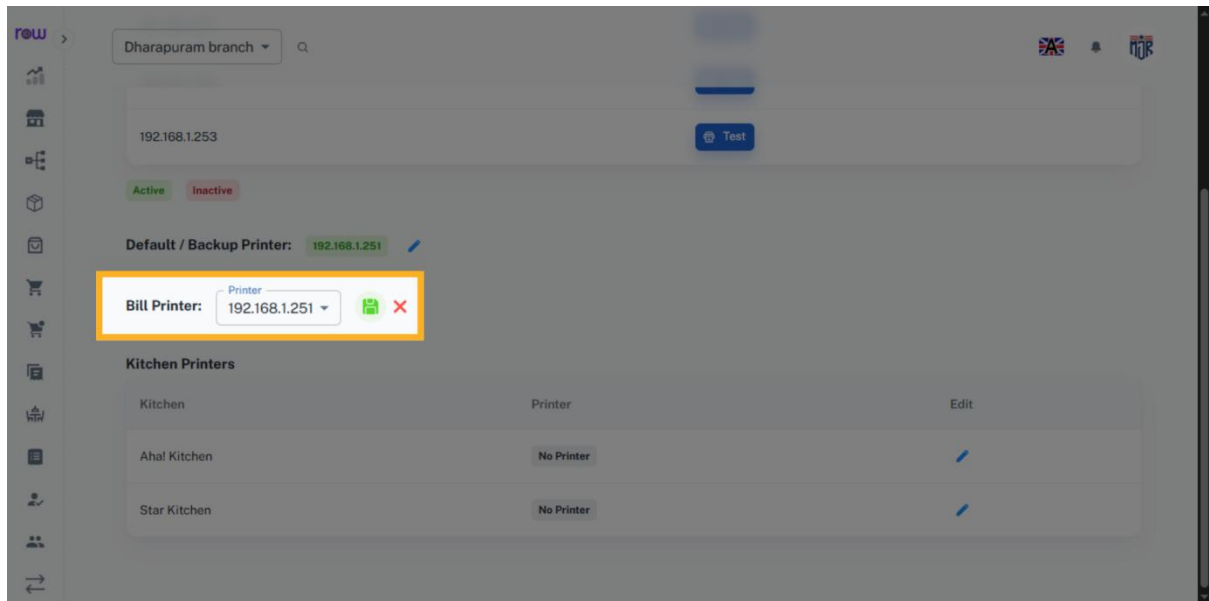 row
Dharapuram branch
MJR
192.168.1.253 Test
Active Inactive
Default / Backup Printer: 192.168.1.251
Printer
Bill Printer: 192.168.1.251
Kitchen Printers
Kitchen Printer Edit
Aha! Kitchen No Printer
Star Kitchen No Printer